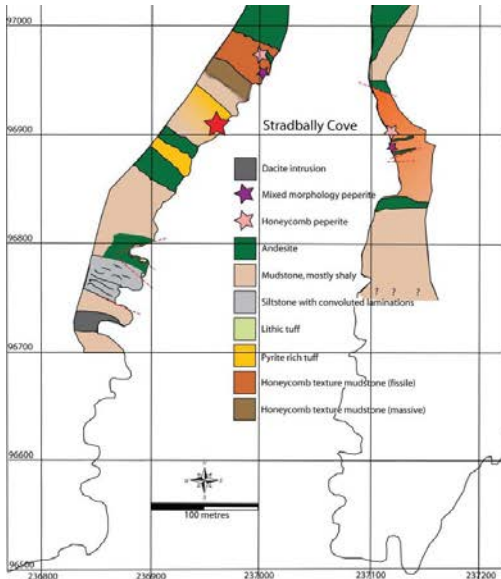 97000
96900
Stradbally Cove
Dacite intrusion
Mixed morphology peperite
Honeycomb peperite
Andesite
96800
Mudstone, mostly shaly
Siltstone with convoluted laminations
? ? ?
Lithic tuff
96700
Pyrite rich tuff
Honeycomb texture mudstone (fissile)
Honeycomb texture mudstone (massive)
96600
100 metres
96500
236800 236900 237000 237100 237200